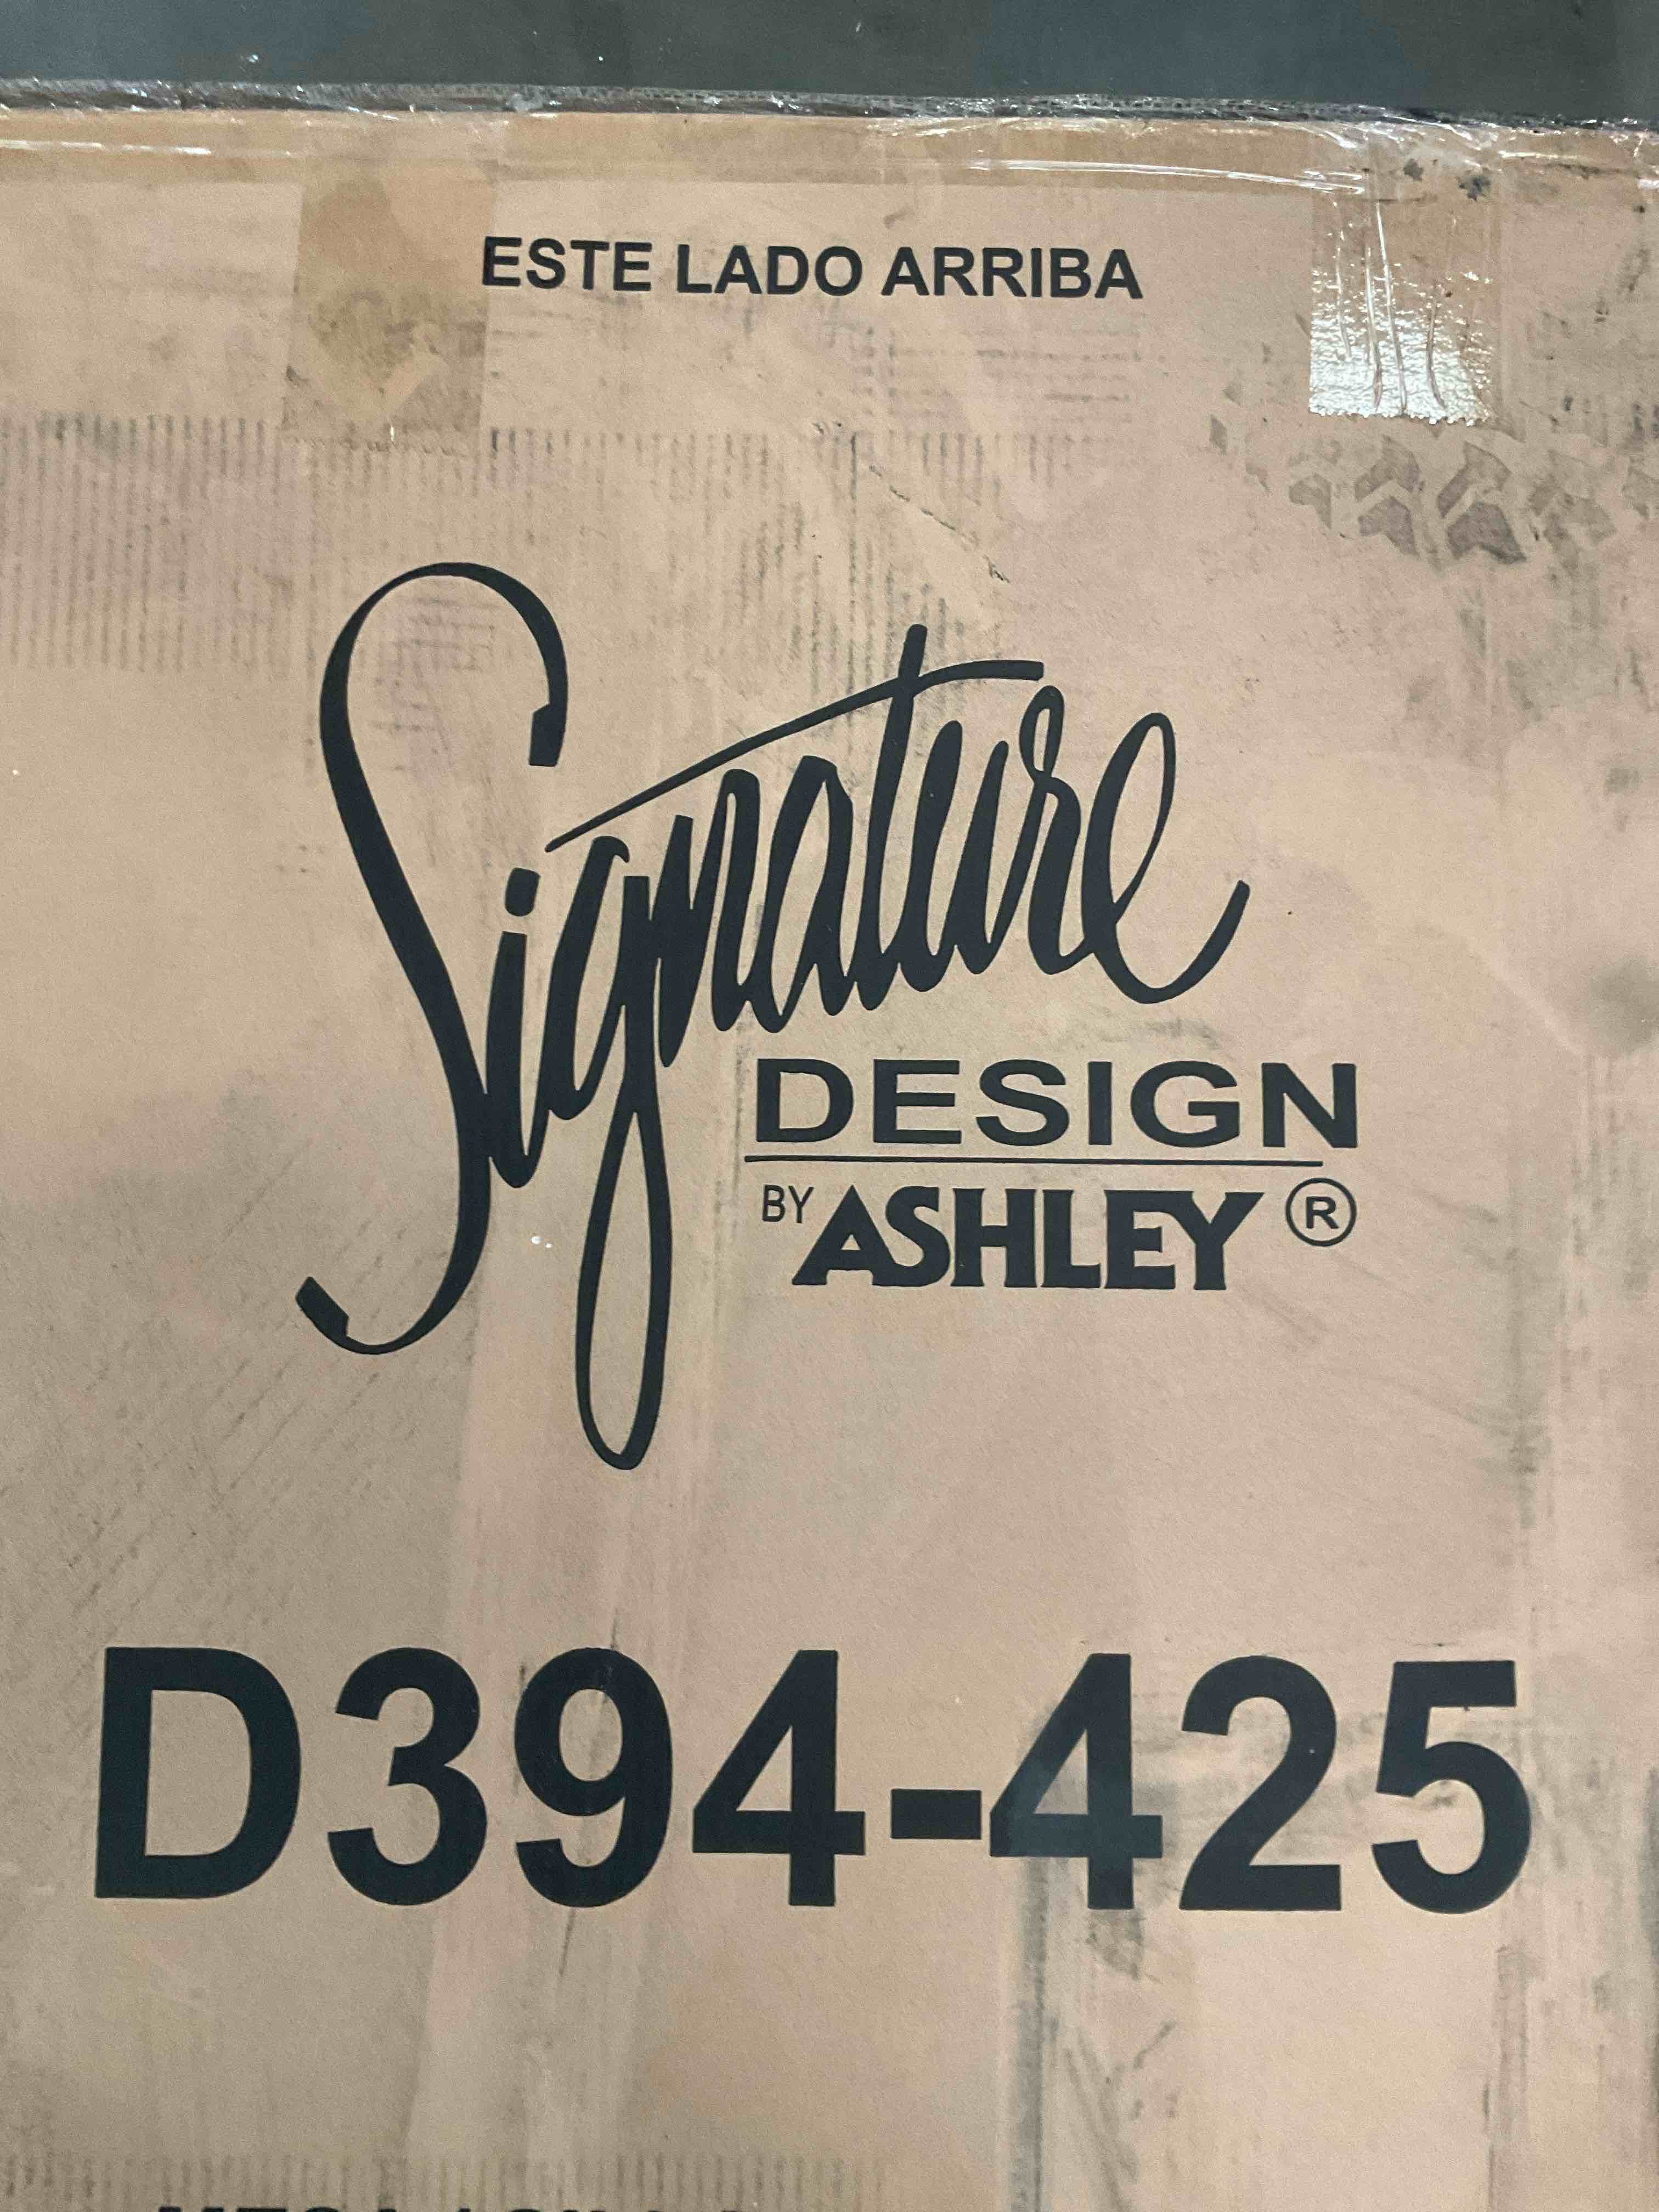 ESTE LADO ARRIBA
Signature
DESIGN
BY ASHLEY ®
D394-425